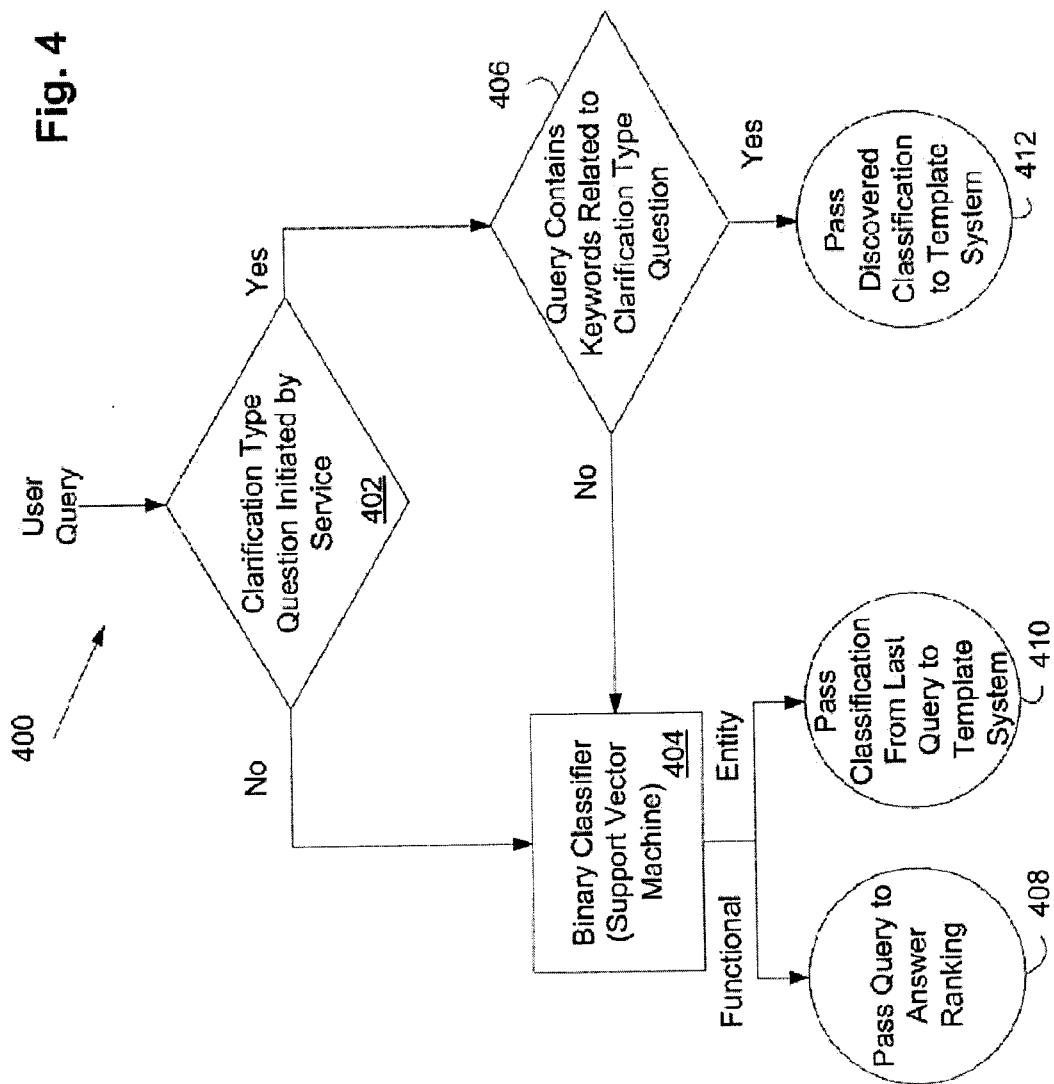 Fig. 4
400
User
Query
Clarification Type
Question Initiated by
Service
402
No
Yes
406
Query Contains
Keywords Related to
Clarification Type
Question
No
Yes
Binary Classifier
(Support Vector
Machine)
404
Functional
Entity
Pass Query to
Answer
Ranking
408
Pass
Classification
From Last
Query to
Template
System
410
Pass
Discovered
Classification
to Template
System
412